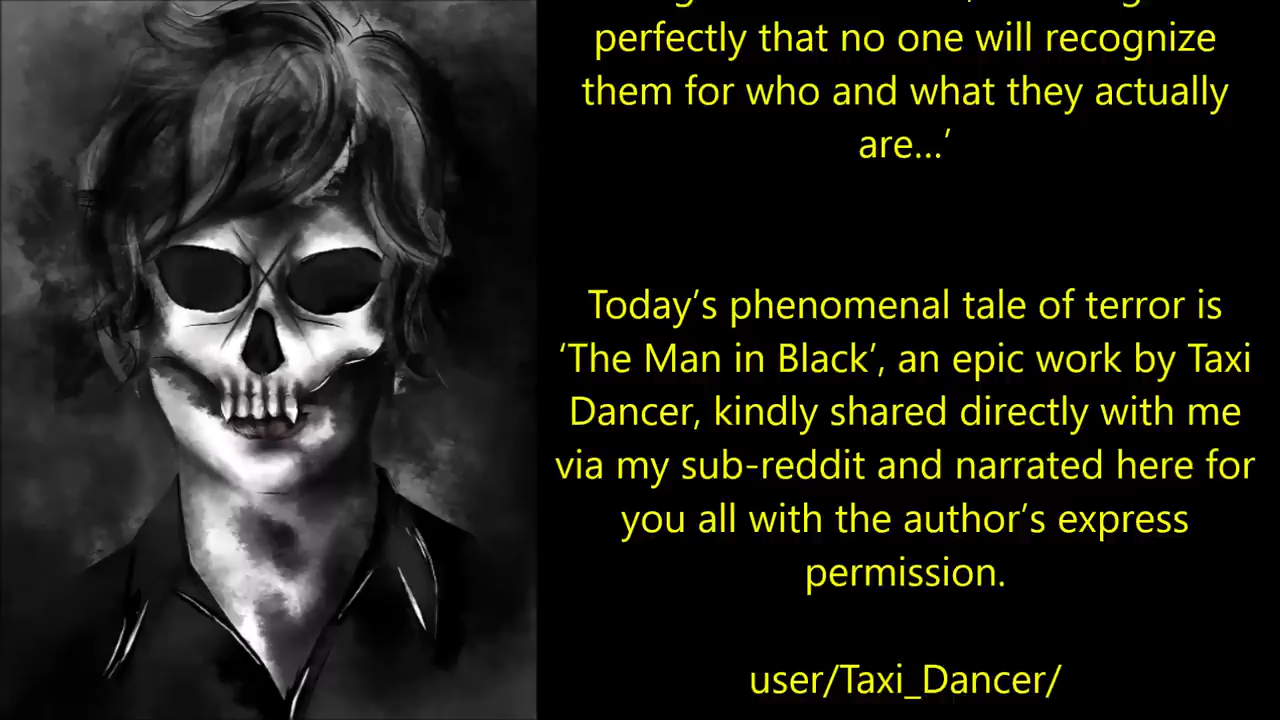 perfectly that no one will recognize
them for who and what they actually
are...’
Today’s phenomenal tale of terror is
‘The Man in Black’, an epic work by Taxi
Dancer, kindly shared directly with me
via my sub-reddit and narrated here for
you all with the author’s express
permission.
user/Taxi_Dancer/